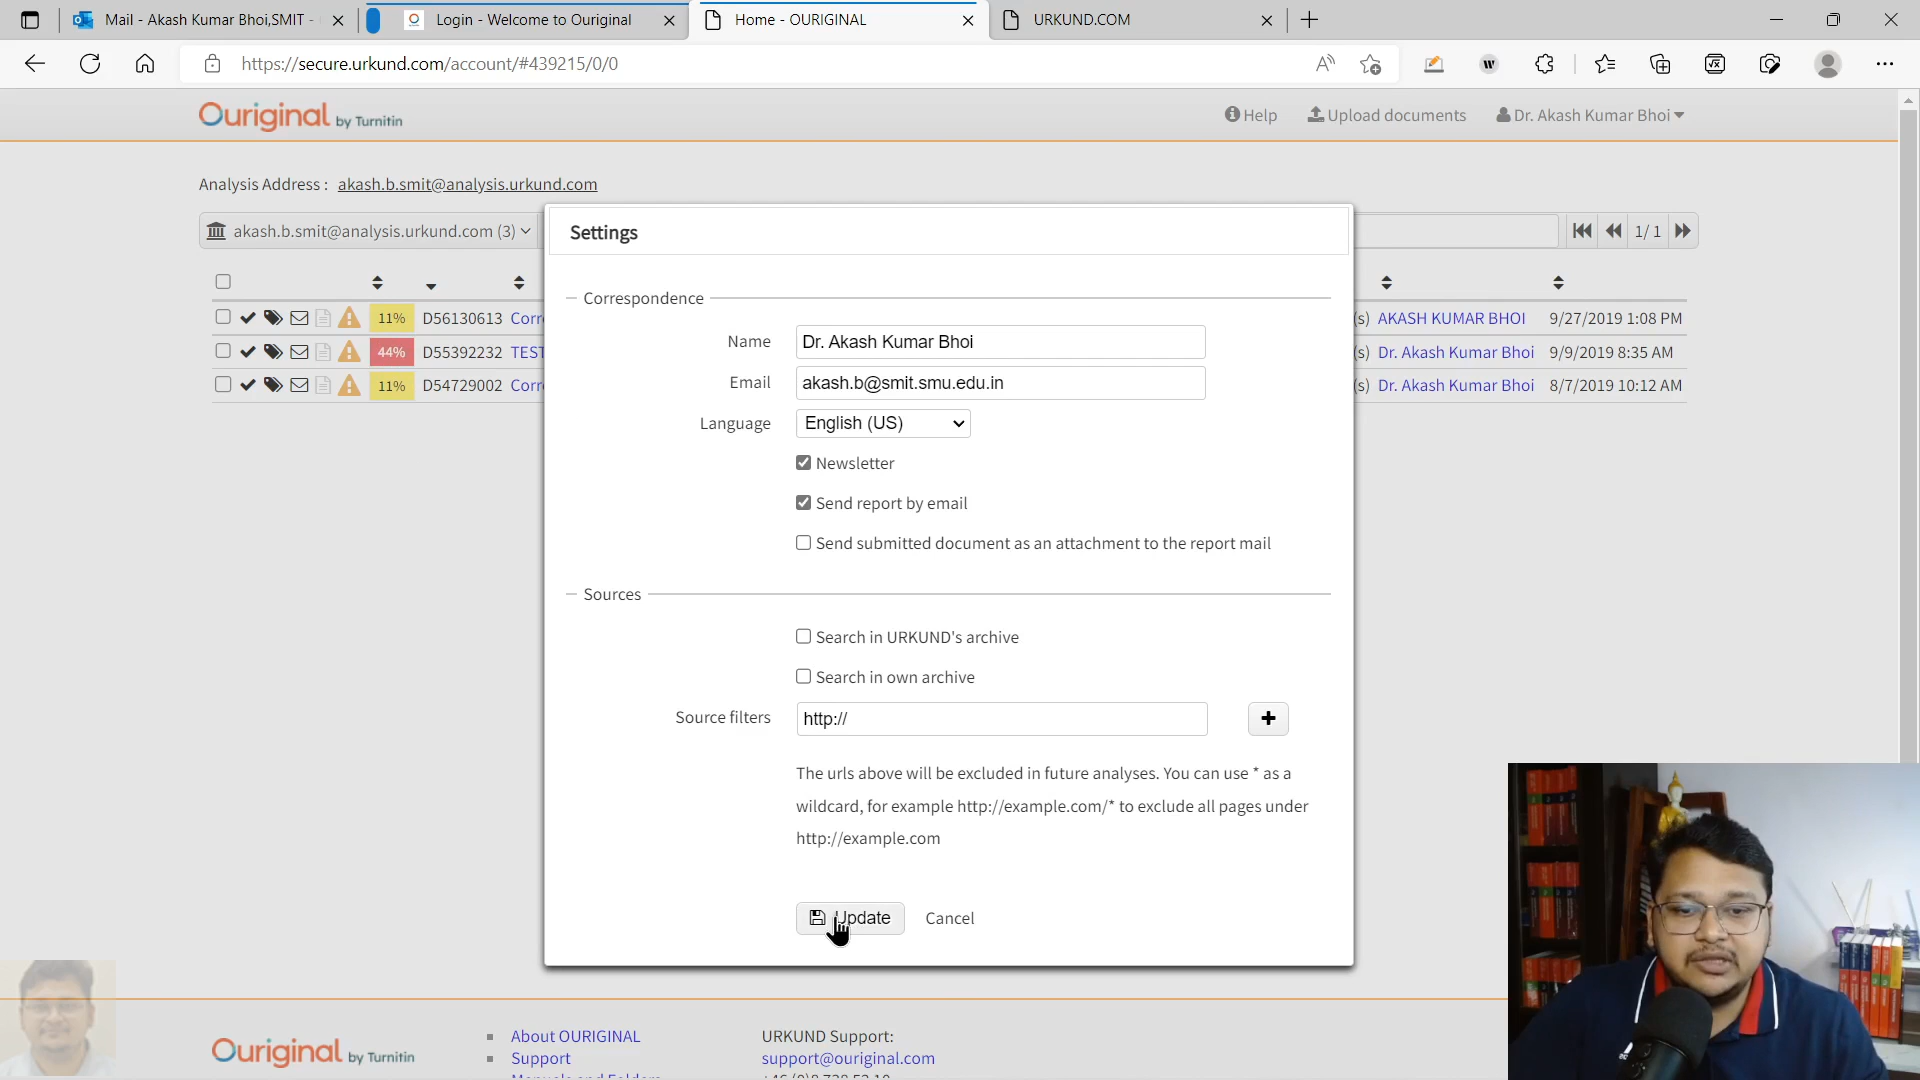 Mail - Akash Kumar Bhoi,SMIT -
Login - Welcome to Ouriginal
Home - OURIGINAL
URKUND.COM
https://secure.urkund.com/account/#439215/0/0
Ouriginal by Turnitin
Help
Upload documents
Dr. Akash Kumar Bhoi
Analysis Address : akash.b.smit@analysis.urkund.com
akash.b.smit@analysis.urkund.com (3)
1/ 1
11% D56130613 Corr (s) AKASH KUMAR BHOI 9/27/2019 1:08 PM
44% D55392232 TEST (s) Dr. Akash Kumar Bhoi 9/9/2019 8:35 AM
11% D54729002 Corr (s) Dr. Akash Kumar Bhoi 8/7/2019 10:12 AM
Settings
Correspondence
Name Dr. Akash Kumar Bhoi
Email akash.b@smit.smu.edu.in
Language English (US)
Newsletter
Send report by email
Send submitted document as an attachment to the report mail
Sources
Search in URKUND's archive
Search in own archive
Source filters http://
The urls above will be excluded in future analyses. You can use * as a
wildcard, for example http://example.com/* to exclude all pages under
http://example.com
Update Cancel
Ouriginal by Turnitin
About OURIGINAL
Support
URKUND Support:
support@ouriginal.com